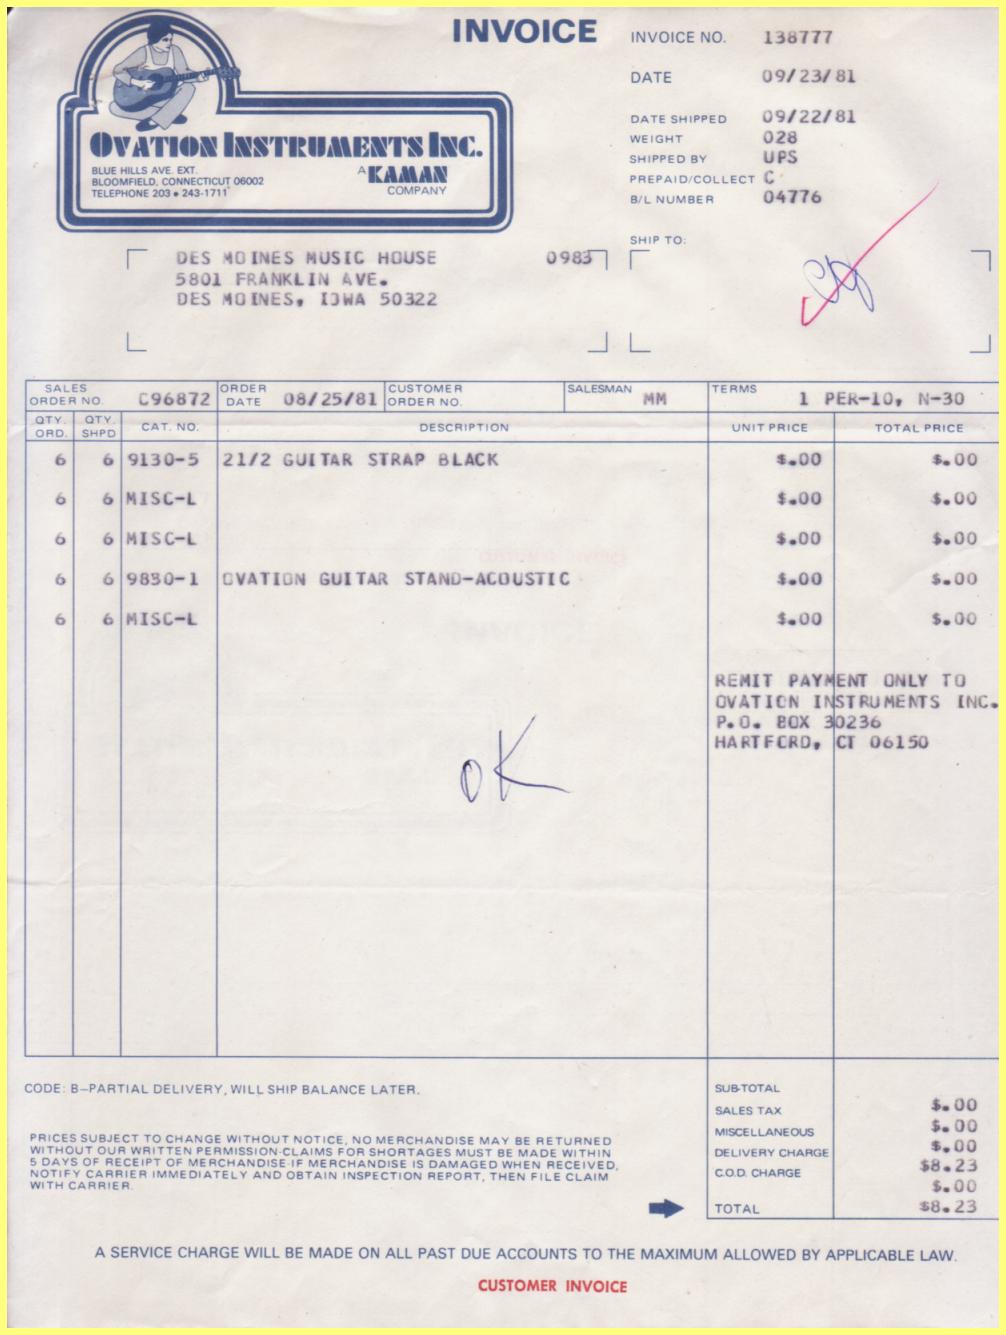 INVOICE
INVOICE NO. 138777
DATE 09/23/81
DATE SHIPPED 09/22/81
WEIGHT 028
SHIPPED BY UPS
PREPAID/COLLECT C
B/L NUMBER 04776
OVATION INSTRUMENTS INC.
BLUE HILLS AVE. EXT.
BLOOMFIELD, CONNECTICUT 06002
TELEPHONE 203 • 243-1711
A KAMAN
COMPANY
SHIP TO:
DES MOINES MUSIC HOUSE 0983
5801 FRANKLIN AVE.
DES MOINES, IOWA 50322
SALES ORDER NO. C96872 ORDER DATE 08/25/81 CUSTOMER ORDER NO. SALESMAN MM TERMS 1 PER-10, N-30
QTY. ORD. QTY. SHPD CAT. NO. DESCRIPTION UNIT PRICE TOTAL PRICE
6 6 9130-5 21/2 GUITAR STRAP BLACK $.00 $.00
6 6 MISC-L $.00 $.00
6 6 MISC-L $.00 $.00
6 6 9830-1 OVATION GUITAR STAND-ACOUSTIC $.00 $.00
6 6 MISC-L $.00 $.00
REMIT PAYMENT ONLY TO
OVATION INSTRUMENTS INC.
P.O. BOX 30236
HARTFORD, CT 06150
OK
CODE: B–PARTIAL DELIVERY, WILL SHIP BALANCE LATER.
PRICES SUBJECT TO CHANGE WITHOUT NOTICE, NO MERCHANDISE MAY BE RETURNED
WITHOUT OUR WRITTEN PERMISSION-CLAIMS FOR SHORTAGES MUST BE MADE WITHIN
5 DAYS OF RECEIPT OF MERCHANDISE-IF MERCHANDISE IS DAMAGED WHEN RECEIVED,
NOTIFY CARRIER IMMEDIATELY AND OBTAIN INSPECTION REPORT, THEN FILE CLAIM
WITH CARRIER.
SUB-TOTAL $.00
SALES TAX $.00
MISCELLANEOUS $.00
DELIVERY CHARGE $8.23
C.O.D. CHARGE $.00
TOTAL $8.23
A SERVICE CHARGE WILL BE MADE ON ALL PAST DUE ACCOUNTS TO THE MAXIMUM ALLOWED BY APPLICABLE LAW.
CUSTOMER INVOICE